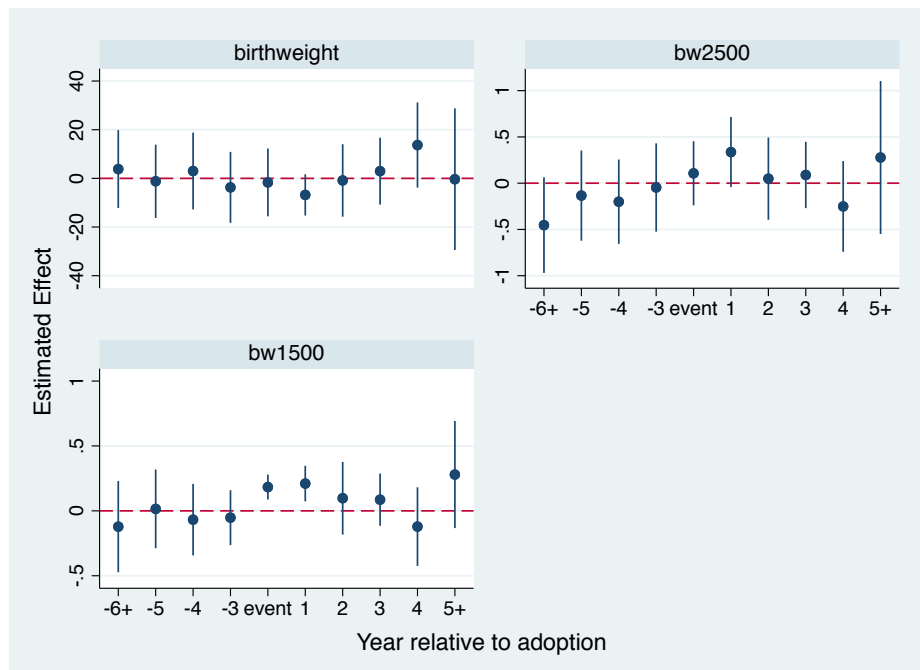 birthweight
40
20
0
-20
-40
bw2500
1
.5
0
-.5
-1
-6+ -5 -4 -3 event 1 2 3 4 5+
Estimated Effect
bw1500
1
.5
0
-.5
-6+ -5 -4 -3 event 1 2 3 4 5+
Year relative to adoption